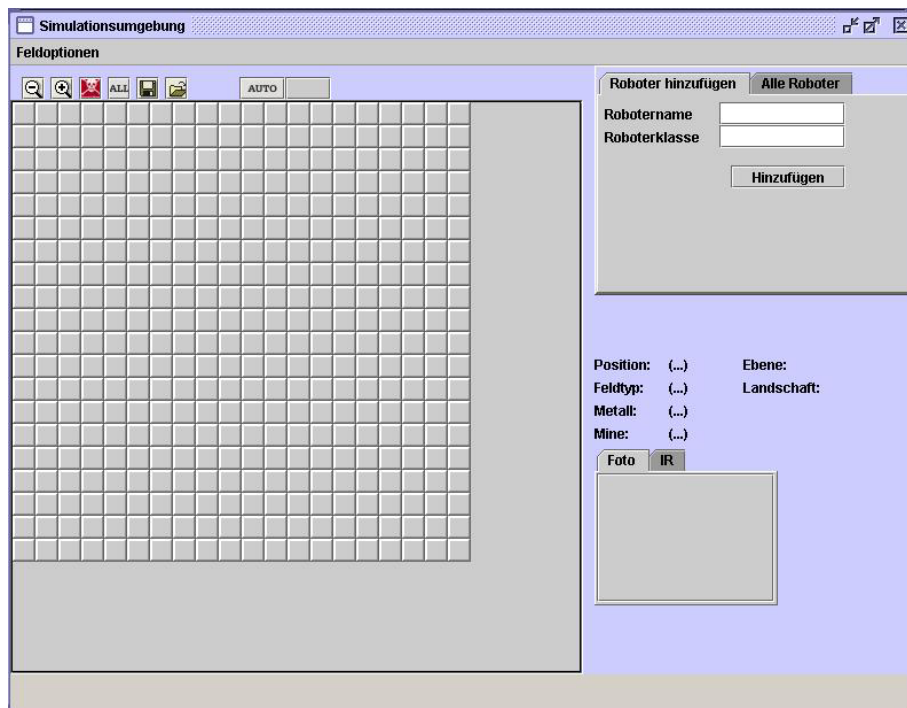 Simulationsumgebung
Feldoptionen
ALL AUTO
Roboter hinzufügen Alle Roboter
Robotername
Roboterklasse
Hinzufügen
Position: (...) Ebene:
Feldtyp: (...) Landschaft:
Metall: (...)
Mine: (...)
Foto IR